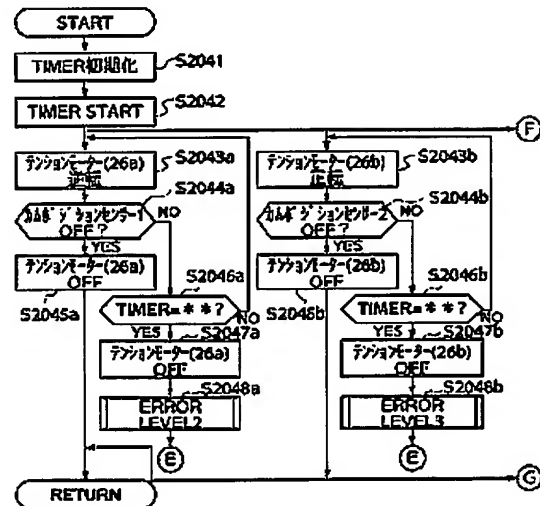 START
TIMER初期化
S2041
TIMER START
S2042
F
テンションモーター(26a)
逆転
S2043a
テンションモーター(26b)
S2043b
カムポジションセンサー1
OFF?
S2044a
NO
YES
カムポジションセンサー2
OFF?
S2044b
NO
YES
テンションモーター(26a)
OFF
S2045a
テンションモーター(26b)
OFF
S2045b
TIMER=**?
S2046a
NO
YES
TIMER=**?
S2046b
NO
YES
テンションモーター(26a)
OFF
S2047a
テンションモーター(26b)
OFF
S2047b
ERROR
LEVEL2
S2048a
ERROR
LEVEL3
S2048b
E
E
RETURN
G